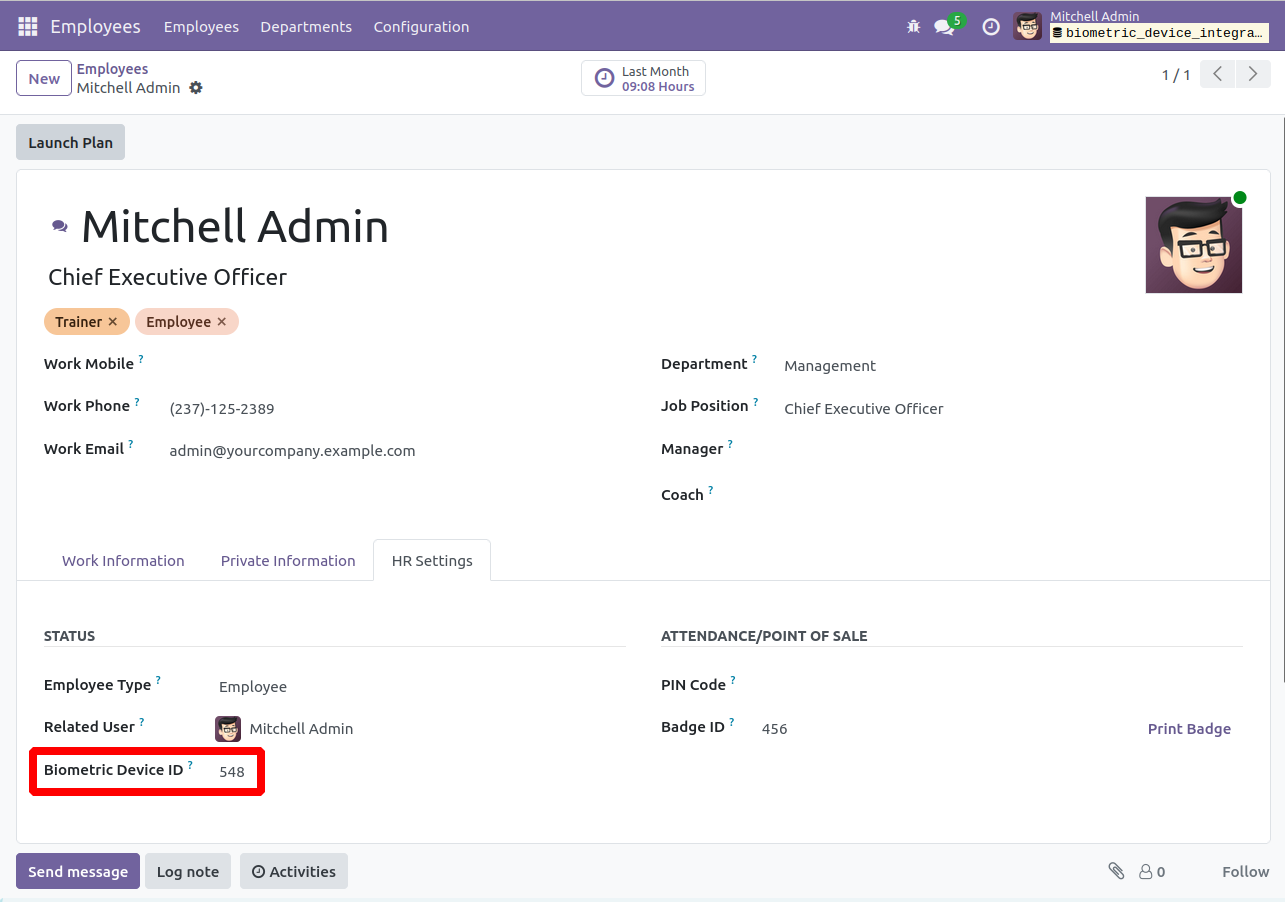 Employees Employees Departments Configuration 5 Mitchell Admin
biometric_device_integra…
New Employees Last Month 1 / 1
Mitchell Admin 09:08 Hours
Launch Plan
Mitchell Admin
Chief Executive Officer
Trainer × Employee ×
Work Mobile ? Department ? Management
Work Phone ? (237)-125-2389 Job Position ? Chief Executive Officer
Work Email ? admin@yourcompany.example.com Manager ?
Coach ?
Work Information Private Information HR Settings
STATUS ATTENDANCE/POINT OF SALE
Employee Type ? Employee PIN Code ?
Related User ? Mitchell Admin Badge ID ? 456 Print Badge
Biometric Device ID ? 548
Send message Log note Activities 0 Follow